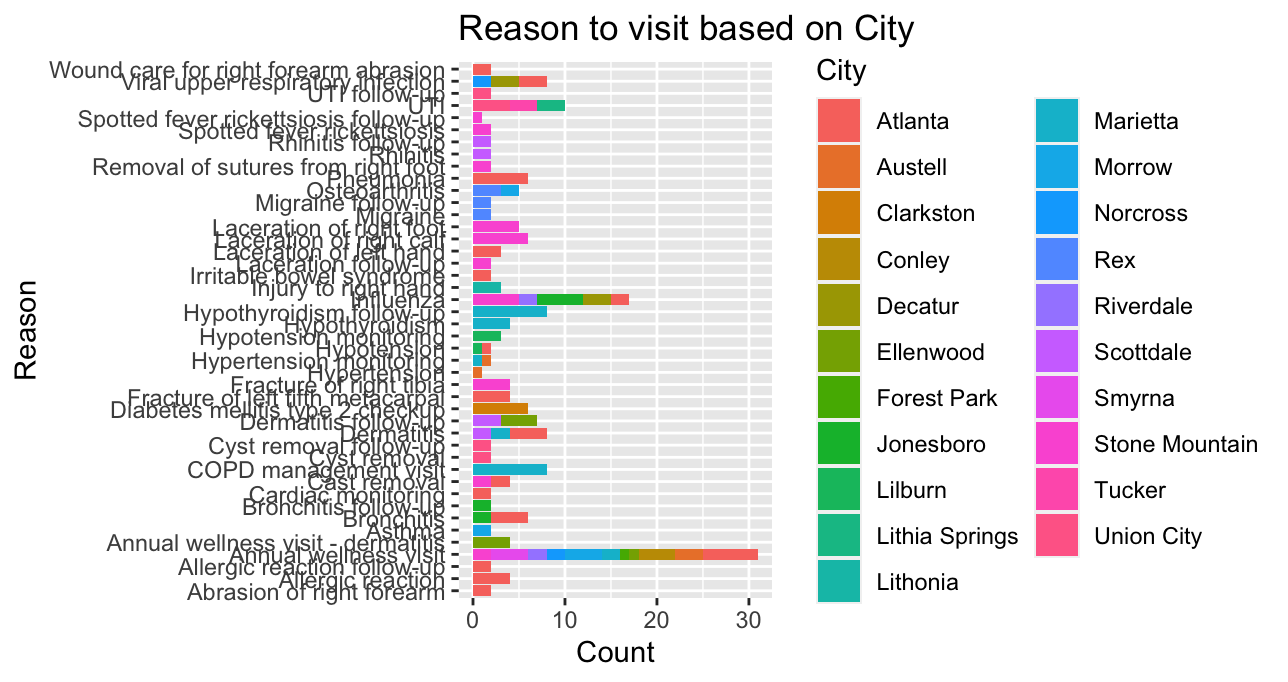 Reason to visit based on City
Reason
Wound care for right forearm abrasion
Viral upper respiratory infection
UTI follow-up
UTI
Spotted fever rickettsiosis follow-up
Spotted fever rickettsiosis
Rhinitis follow-up
Rhinitis
Removal of sutures from right foot
Pneumonia
Osteoarthritis
Migraine follow-up
Migraine
Laceration of right foot
Laceration of right calf
Laceration of left hand
Laceration follow-up
Irritable bowel syndrome
Injury to right hand
Influenza
Hypothyroidism follow-up
Hypothyroidism
Hypotension monitoring
Hypotension
Hypertension monitoring
Hypertension
Fracture of right tibia
Fracture of left fifth metacarpal
Diabetes mellitis type 2 checkup
Dermatitis follow-up
Dermatitis
Cyst removal follow-up
Cyst removal
COPD management visit
Cast removal
Cardiac monitoring
Bronchitis follow-up
Bronchitis
Asthma
Annual wellness visit - dermatitis
Annual wellness visit
Allergic reaction follow-up
Allergic reaction
Abrasion of right forearm
0 10 20 30
Count
City
Atlanta
Austell
Clarkston
Conley
Decatur
Ellenwood
Forest Park
Jonesboro
Lilburn
Lithia Springs
Lithonia
Marietta
Morrow
Norcross
Rex
Riverdale
Scottdale
Smyrna
Stone Mountain
Tucker
Union City